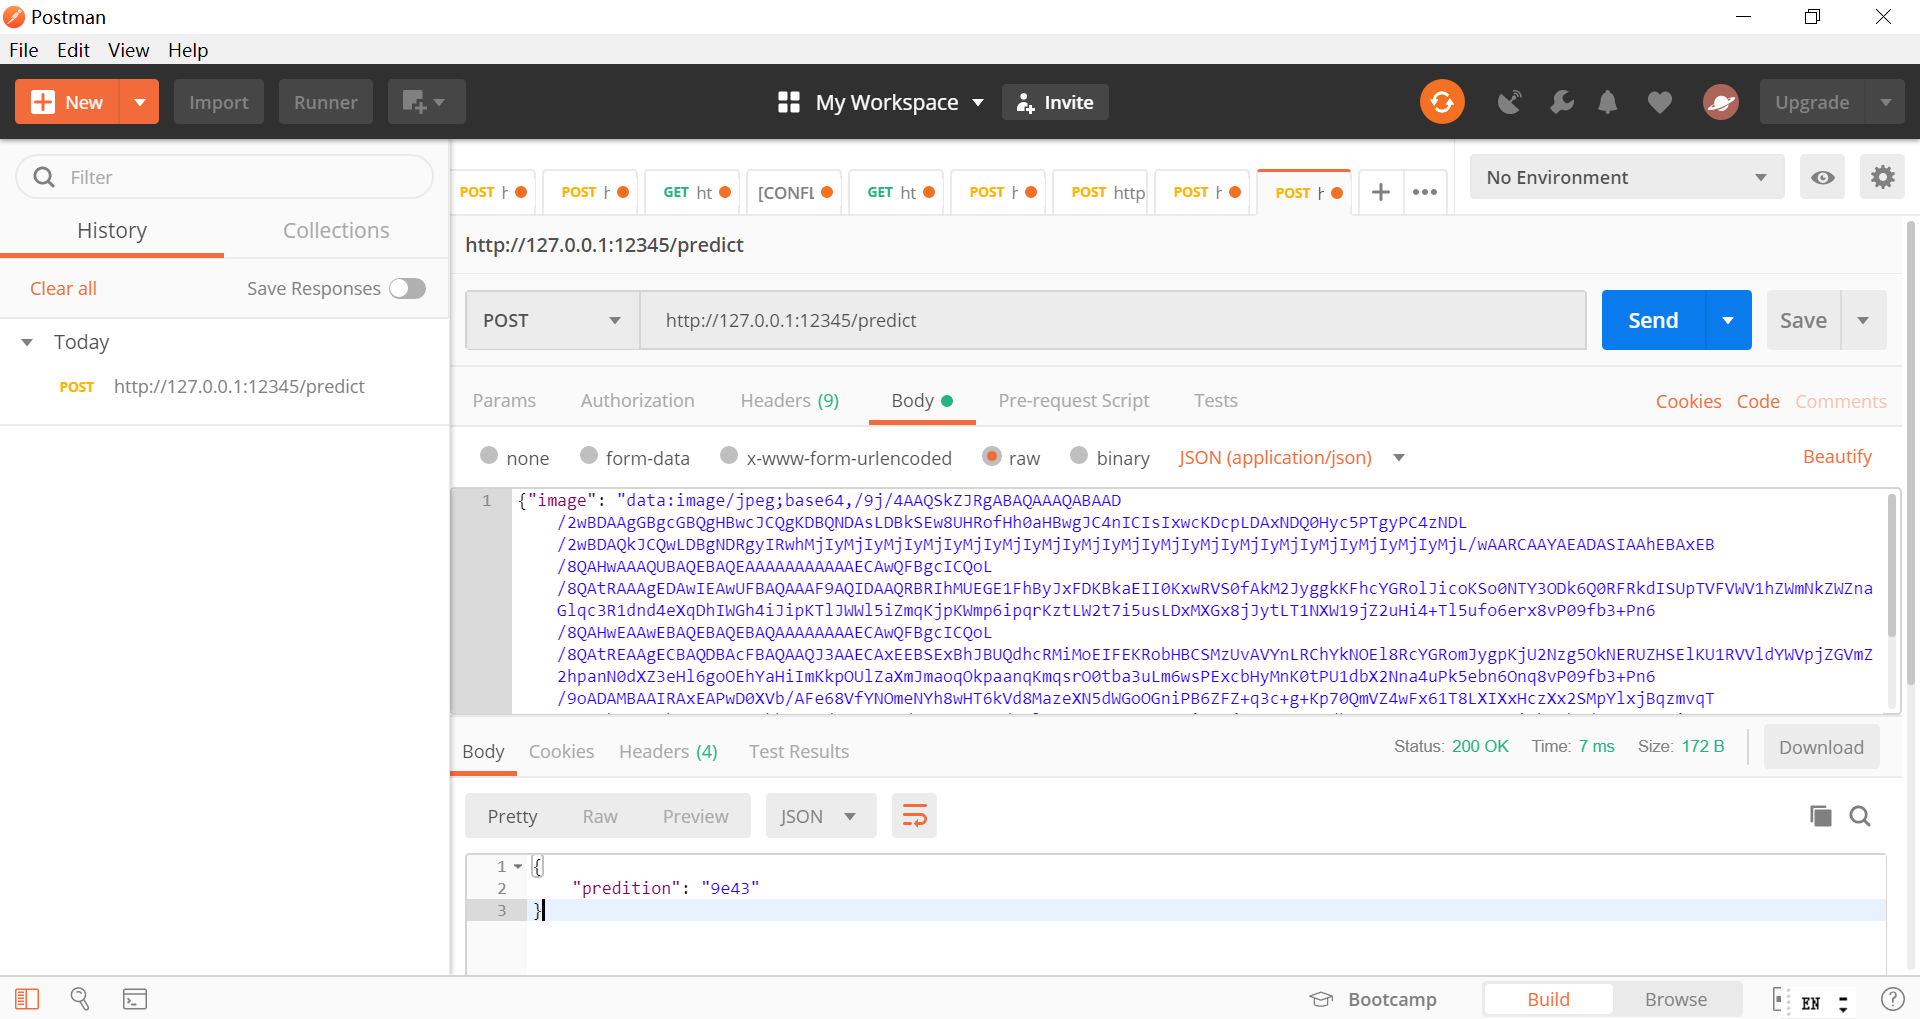 Postman
File Edit View Help
New Import Runner My Workspace Invite Upgrade
Filter
History Collections
Clear all Save Responses
Today
POST http://127.0.0.1:12345/predict
POST h POST h GET ht [CONFL GET ht POST h POST http POST h POST h
No Environment
http://127.0.0.1:12345/predict
POST http://127.0.0.1:12345/predict Send Save
Params Authorization Headers (9) Body Pre-request Script Tests Cookies Code Comments
none form-data x-www-form-urlencoded raw binary JSON (application/json) Beautify
1 {"image": "data:image/jpeg;base64,/9j/4AAQSkZJRgABAQAAAQABAAD
/2wBDAAgGBgcGBQgHBwcJCQgKDBQNDAsLDBkSEw8UHRofHh0aHBwgJC4nICIsIxwcKDcpLDAxNDQ0Hyc5PTgyPC4zNDL
/2wBDAQkJCQwLDBgNDRgyIRwhMjIyMjIyMjIyMjIyMjIyMjIyMjIyMjIyMjIyMjIyMjIyMjIyMjIyMjIyMjIyMjIyMjL/wAARCAAYAEADASIAAhEBAxEB
/8QAHwAAAQUBAQEBAQEAAAAAAAAAAAECAwQFBgcICQoL
/8QAtRAAAgEDAwIEAwUFBAQAAAF9AQIDAAQRBRIhMUEGE1FhByJxFDKBkaEII0KxwRVS0fAkM2JyggkKFhcYGRolJicoKSo0NTY3ODk6Q0RFRkdISUpTVFVWV1hZWmNkZWZna
Glqc3R1dnd4eXqDhIWGh4iJipKTlJWWl5iZmqKjpKWmp6ipqrKztLW2t7i5usLDxMXGx8jJytLT1NXW19jZ2uHi4+Tl5ufo6erx8vP09fb3+Pn6
/8QAHwEAAwEBAQEBAQEBAQAAAAAAAAECAwQFBgcICQoL
/8QAtREAAgECBAQDBAcFBAQAAQJ3AAECAxEEBSExBhJBUQdhcRMiMoEIFEKRobHBCSMzUvAVYnLRChYkNOEl8RcYGRomJygpKjU2Nzg5OkNERUZHSElKU1RVVldYWVpjZGVmZ
2hpanN0dXZ3eHl6goOEhYaHiImKkpOUlZaXmJmaoqOkpaanqKmqsrO0tba3uLm6wsPExcbHyMnK0tPU1dbX2Nna4uPk5ebn6Onq8vP09fb3+Pn6
/9oADAMBAAIRAxEAPwD0XVb/AFe68VfYNOmeNYh8wHT6kVd8MazeXN5dWGoOGniPB6ZFZ+q3c+g+Kp70QmVZ4wFx61T8LXIXxHczXx2SMpYlxjBqzmvqT
Body Cookies Headers (4) Test Results Status: 200 OK Time: 7 ms Size: 172 B Download
Pretty Raw Preview JSON
1 {
2 "predition": "9e43"
3 }
Bootcamp Build Browse EN